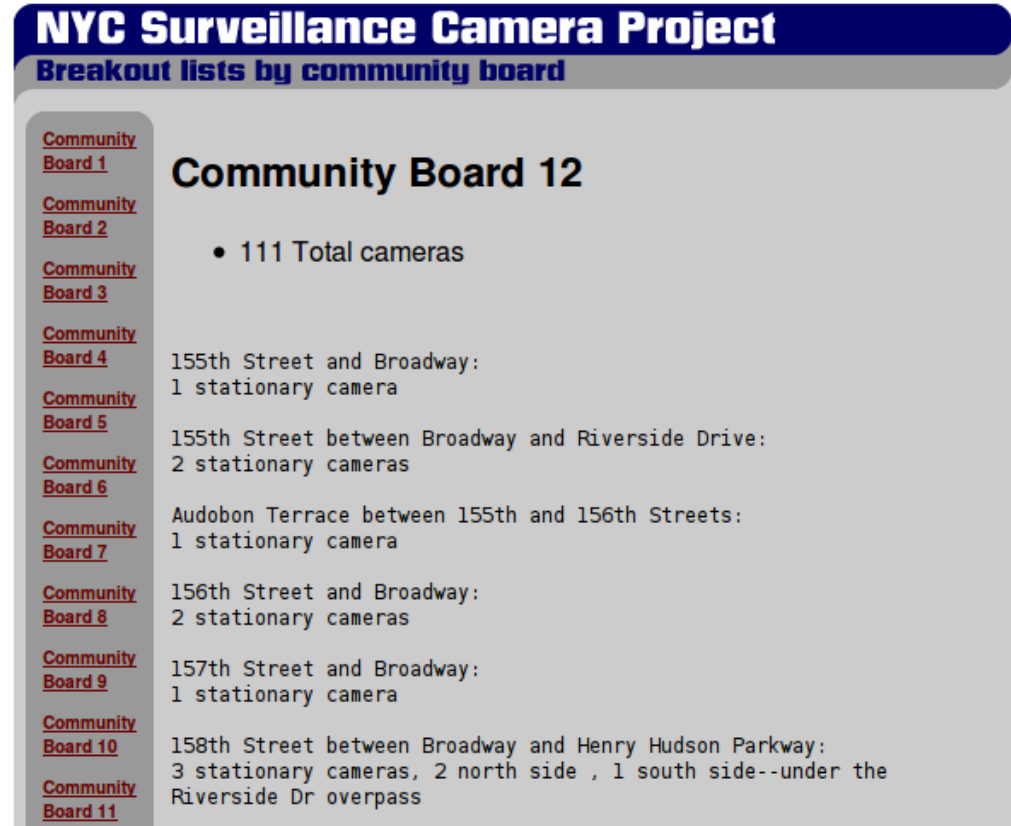 NYC Surveillance Camera Project
Breakout lists by community board
Community
Board 1
Community
Board 2
Community
Board 3
Community
Board 4
Community
Board 5
Community
Board 6
Community
Board 7
Community
Board 8
Community
Board 9
Community
Board 10
Community
Board 11
Community Board 12
• 111 Total cameras
155th Street and Broadway:
1 stationary camera
155th Street between Broadway and Riverside Drive:
2 stationary cameras
Audobon Terrace between 155th and 156th Streets:
1 stationary camera
156th Street and Broadway:
2 stationary cameras
157th Street and Broadway:
1 stationary camera
158th Street between Broadway and Henry Hudson Parkway:
3 stationary cameras, 2 north side , 1 south side--under the
Riverside Dr overpass